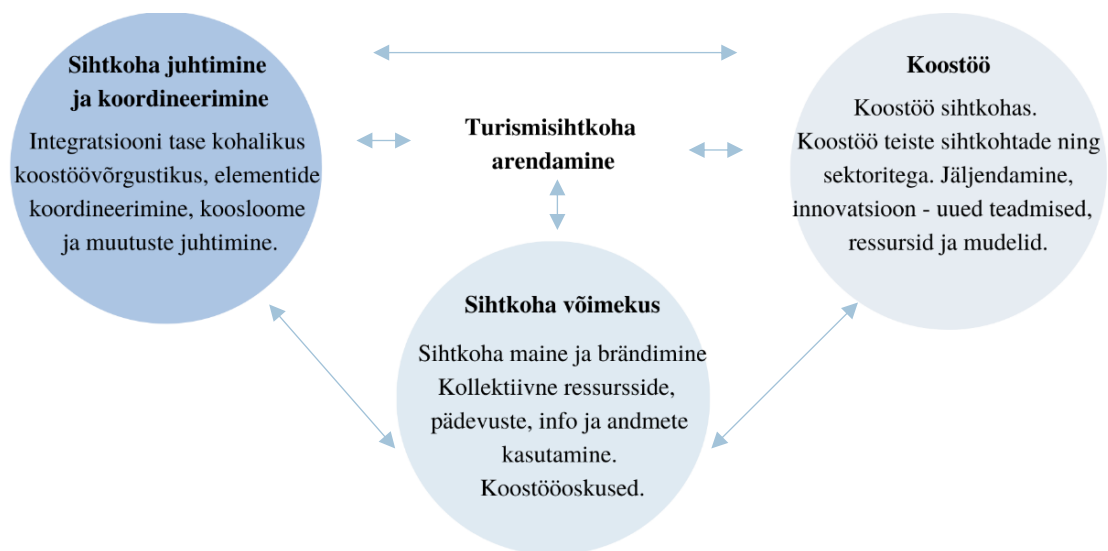 Sihtkoha juhtimine
ja koordineerimine
Integratsiooni tase kohalikus
koostöövõrgustikus, elementide
koordineerimine, koosloome
ja muutuste juhtimine.
Turismisihtkoha
arendamine
Koostöö
Koostöö sihtkohas.
Koostöö teiste sihtkohtade ning
sektoritega. Jäljendamine,
innovatsioon - uued teadmised,
ressursid ja mudelid.
Sihtkoha võimekus
Sihtkoha maine ja brändimine
Kollektiivne ressursside,
pädevuste, info ja andmete
kasutamine.
Koostööoskused.